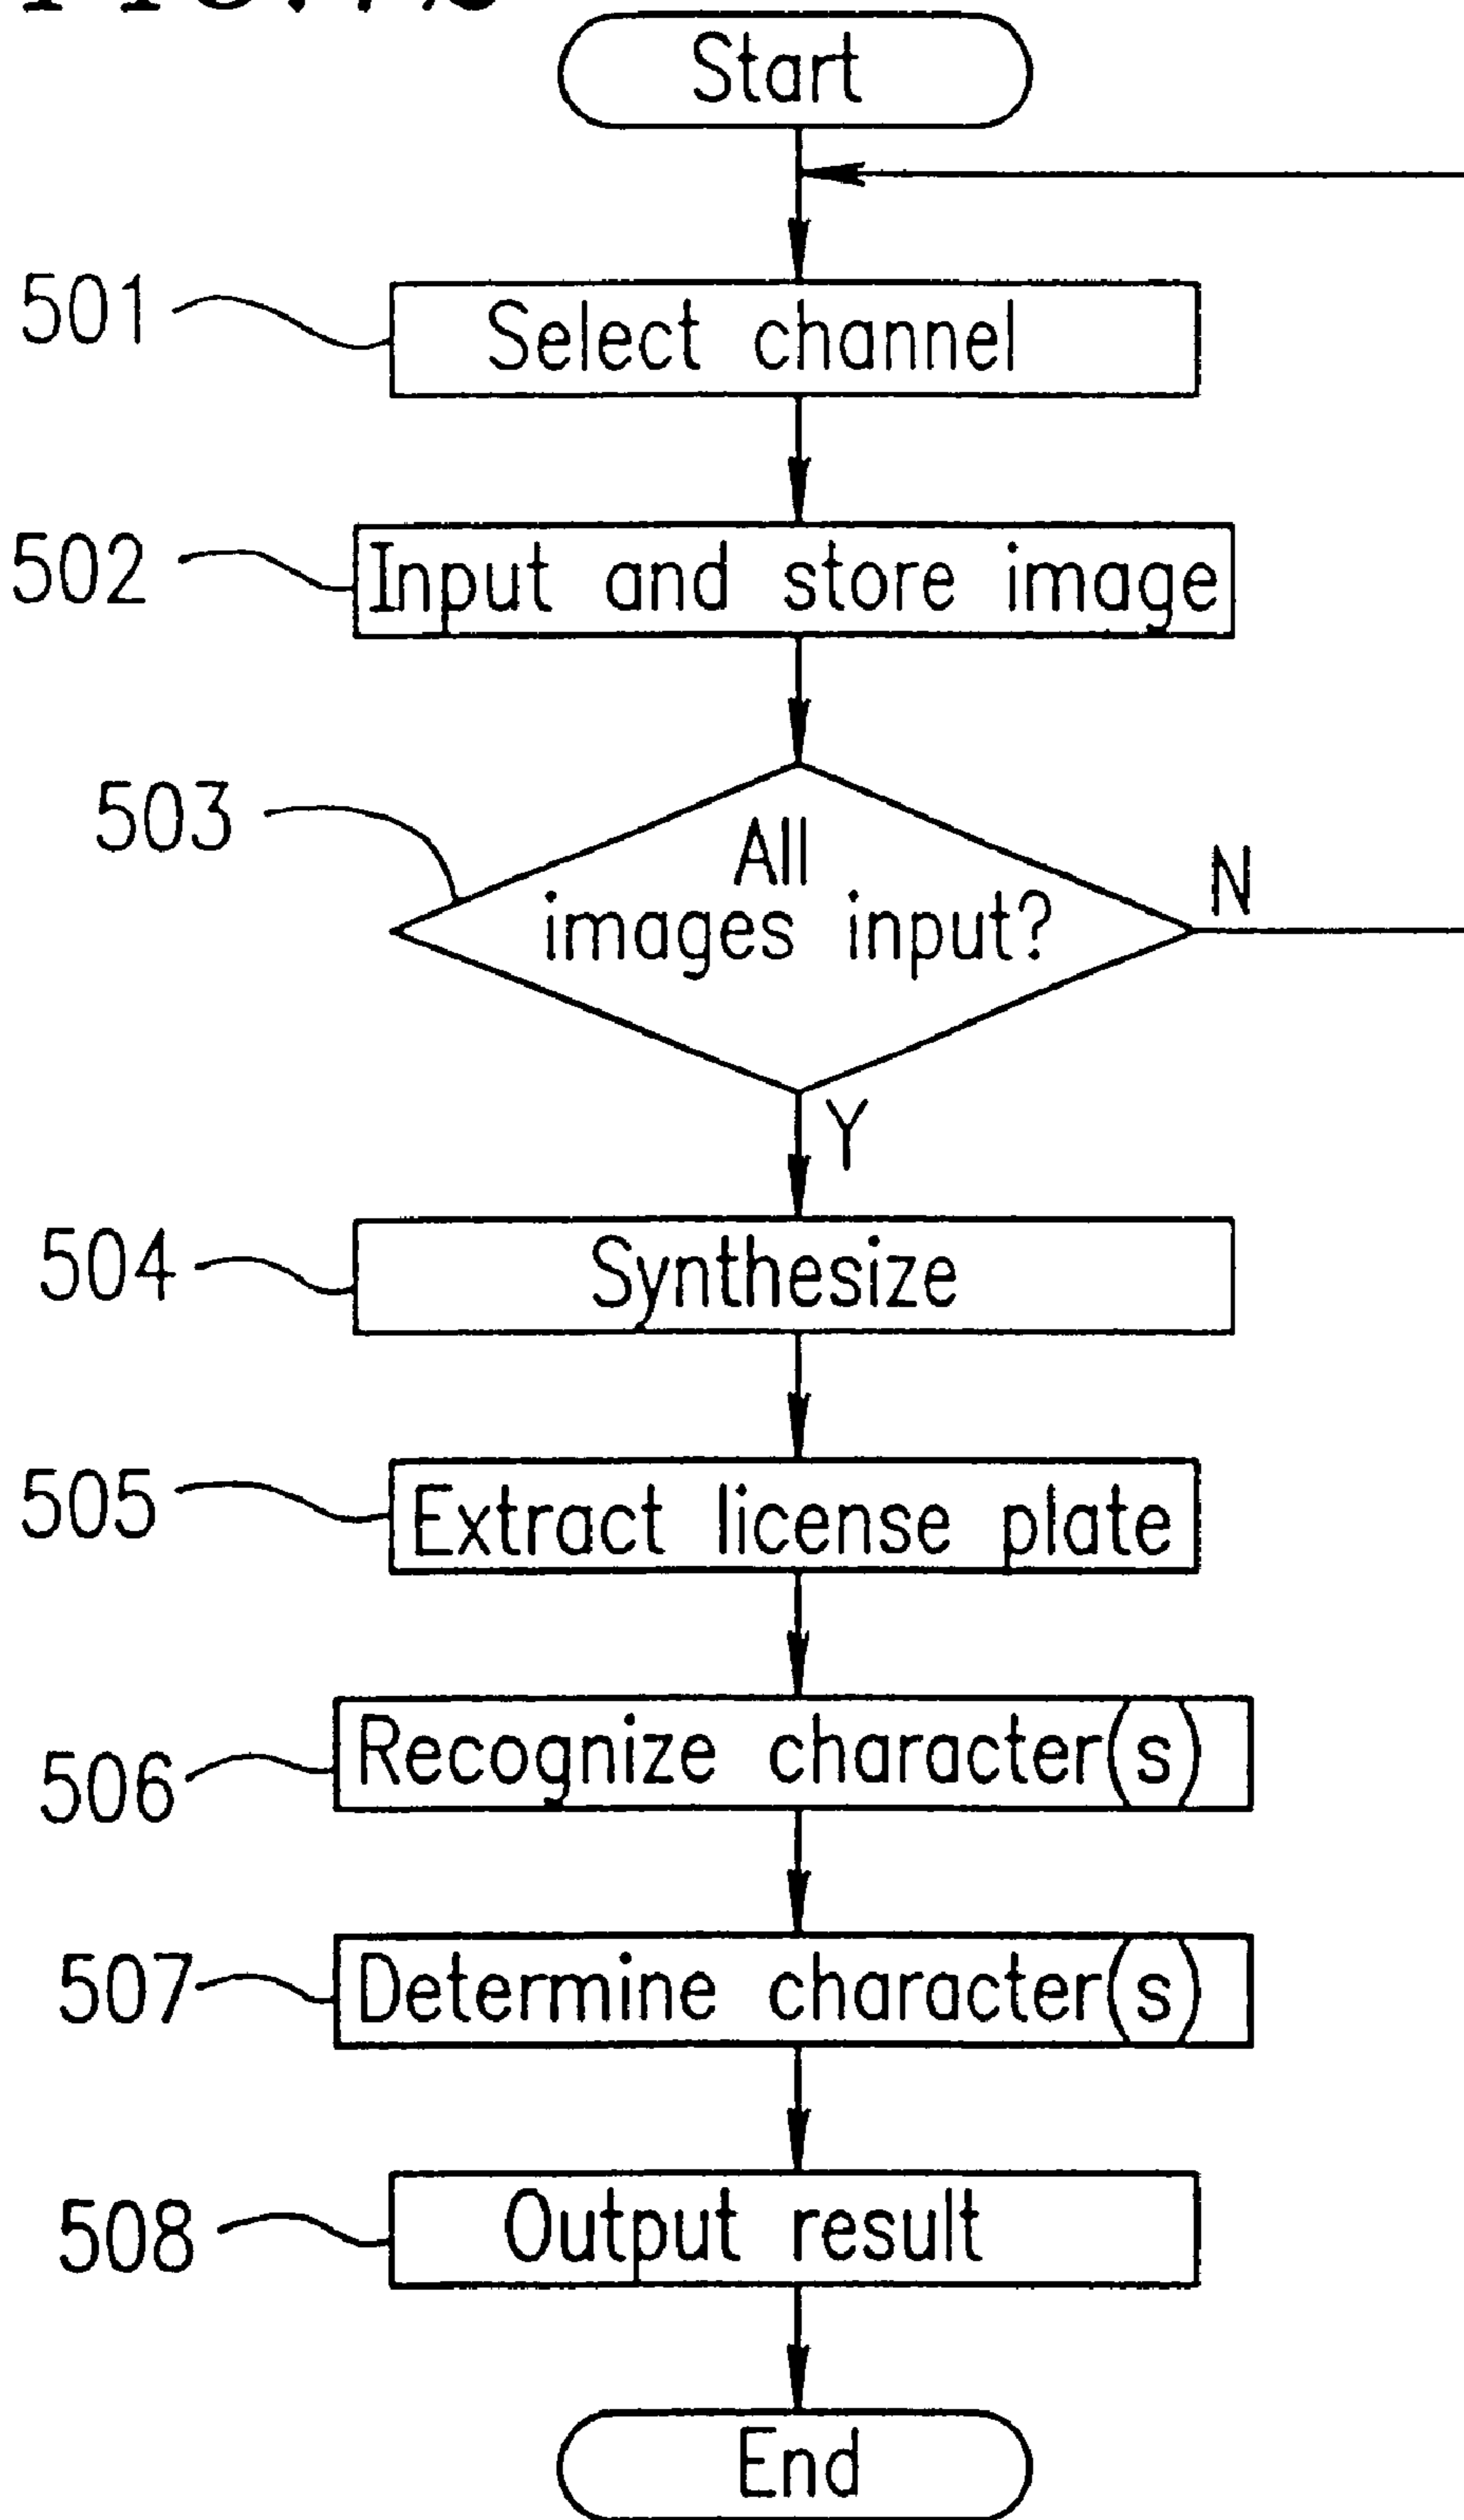 Start
501
Select channel
502
Input and store image
503
All
images input?
N
Y
504
Synthesize
505
Extract license plate
506
Recognize character(s)
507
Determine character(s)
508
Output result
End